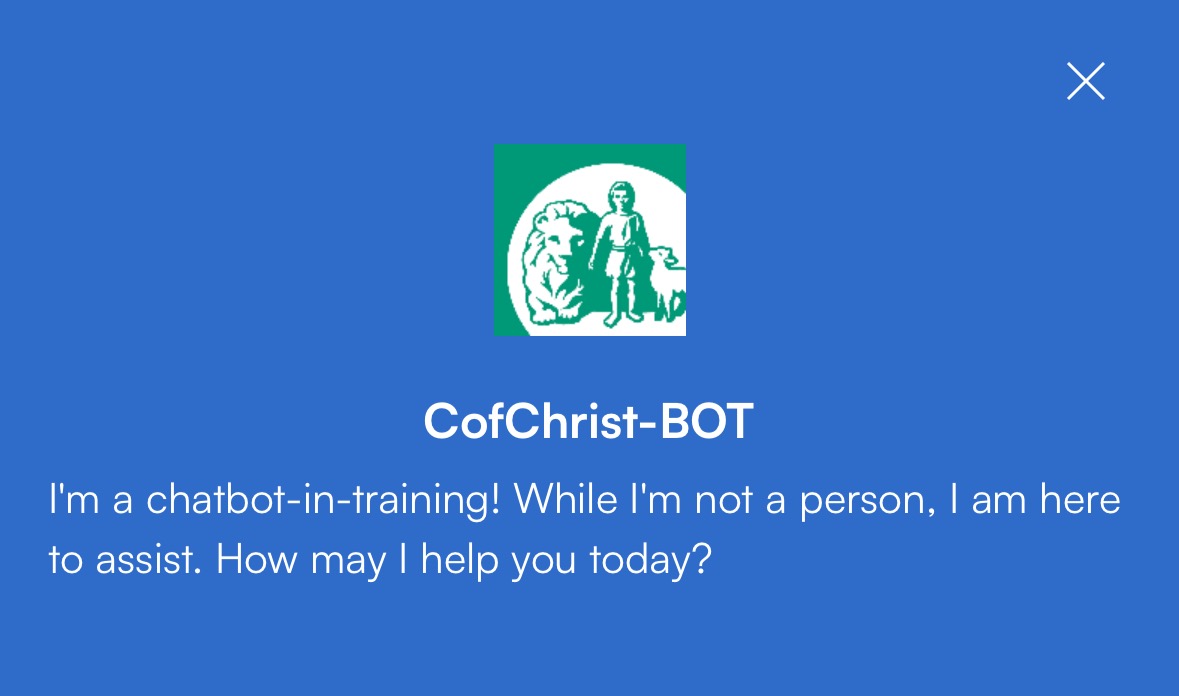 CofChrist-BOT
I'm a chatbot-in-training! While I'm not a person, I am here
to assist. How may I help you today?